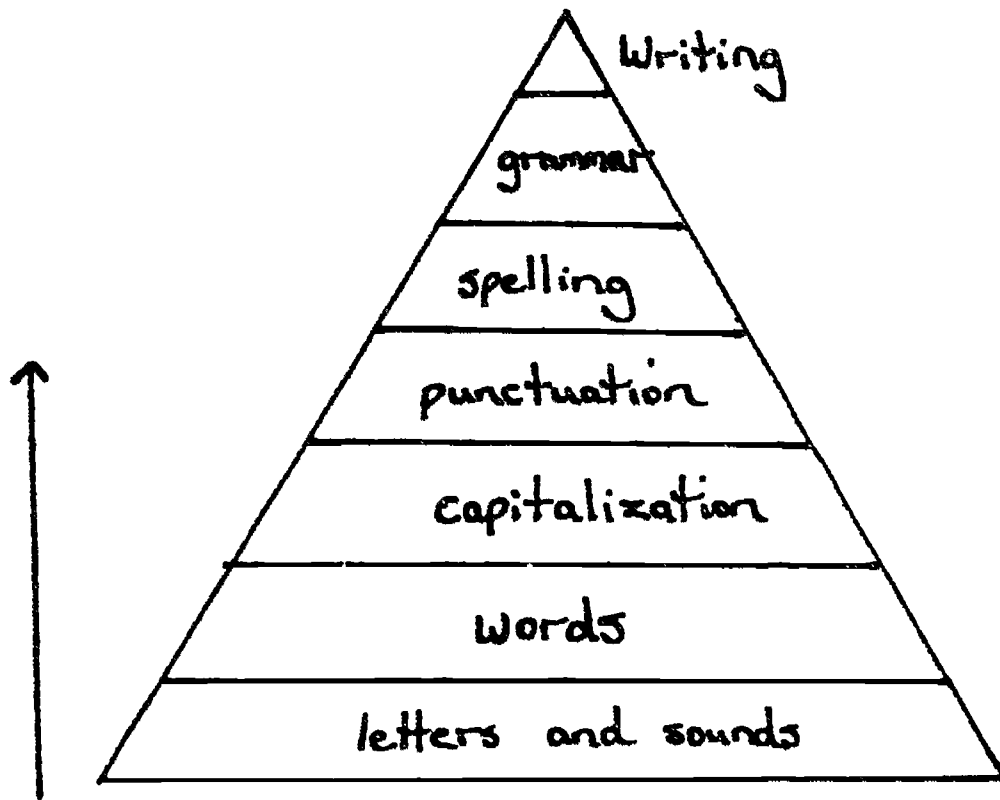 Writing
grammar
spelling
punctuation
capitalization
words
letters and sounds